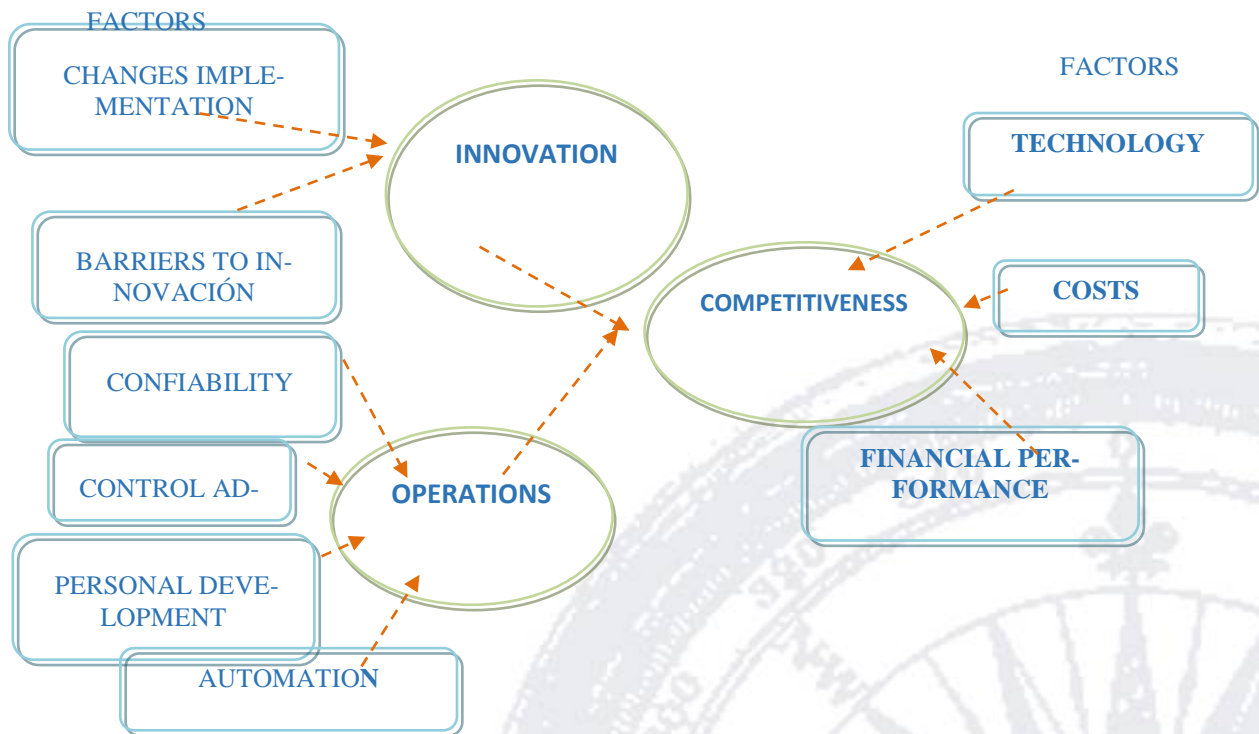 FACTORS
CHANGES IMPLE-
MENTATION
BARRIERS TO IN-
NOVACIÓN
CONFIABILITY
CONTROL AD-
PERSONAL DEVE-
LOPMENT
AUTOMATION
INNOVATION
OPERATIONS
COMPETITIVENESS
FACTORS
TECHNOLOGY
COSTS
FINANCIAL PER-
FORMANCE